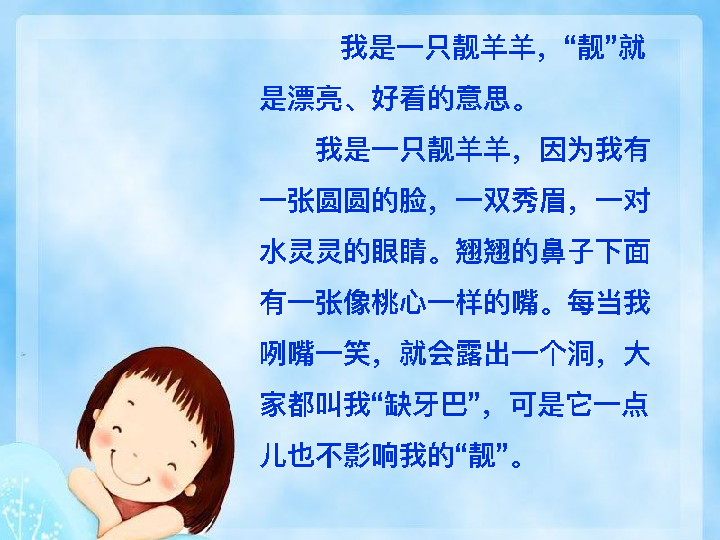 我是一只靓羊羊，“靓”就
是漂亮、好看的意思。
我是一只靓羊羊，因为我有
一张圆圆的脸，一双秀眉，一对
水灵灵的眼睛。翘翘的鼻子下面
有一张像桃心一样的嘴。每当我
咧嘴一笑，就会露出一个洞，大
家都叫我“缺牙巴”，可是它一点
儿也不影响我的“靓”。